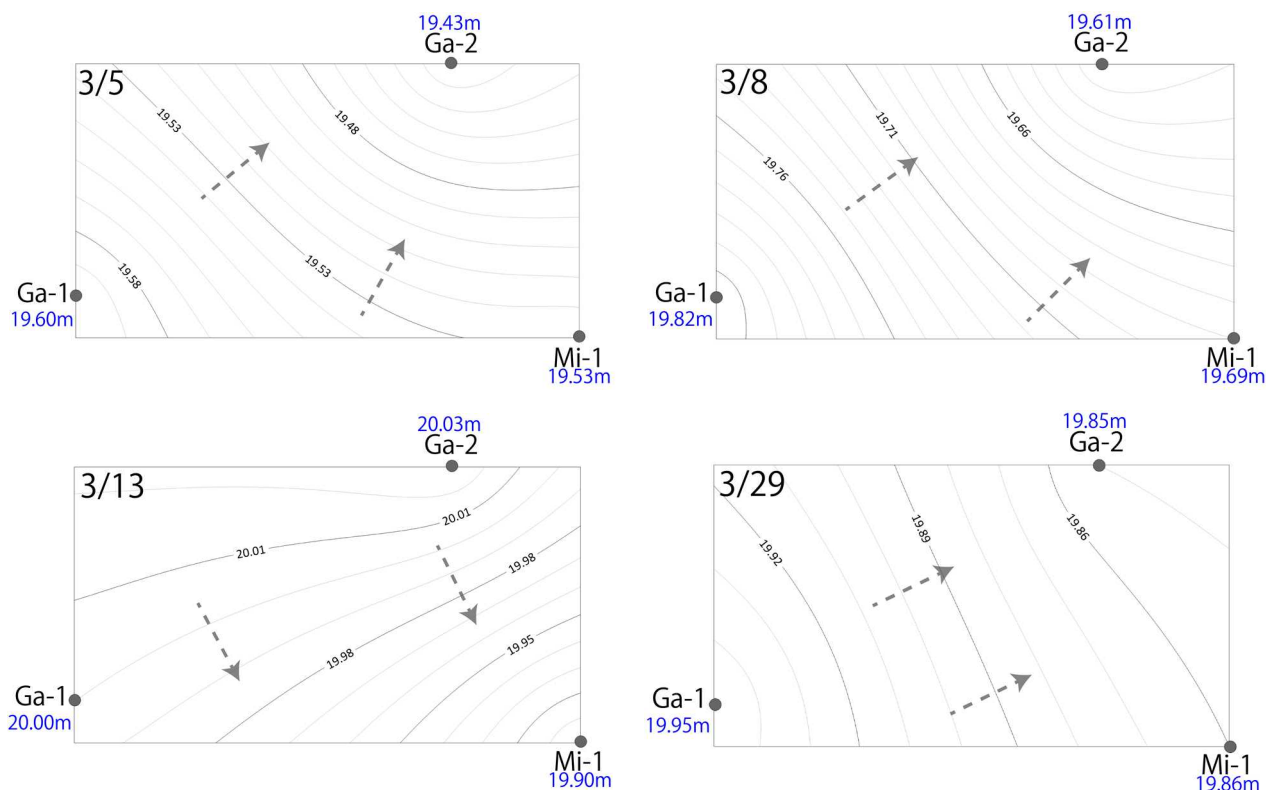 19.43m
Ga-2
3/5
19.53
19.48
19.53
19.58
Ga-1
19.60m
Mi-1
19.53m
19.61m
Ga-2
3/8
19.71
19.66
19.76
Ga-1
19.82m
Mi-1
19.69m
20.03m
Ga-2
3/13
20.01
20.01
19.98
19.98
19.95
Ga-1
20.00m
Mi-1
19.90m
19.85m
Ga-2
3/29
19.89
19.86
19.92
Ga-1
19.95m
Mi-1
19.86m